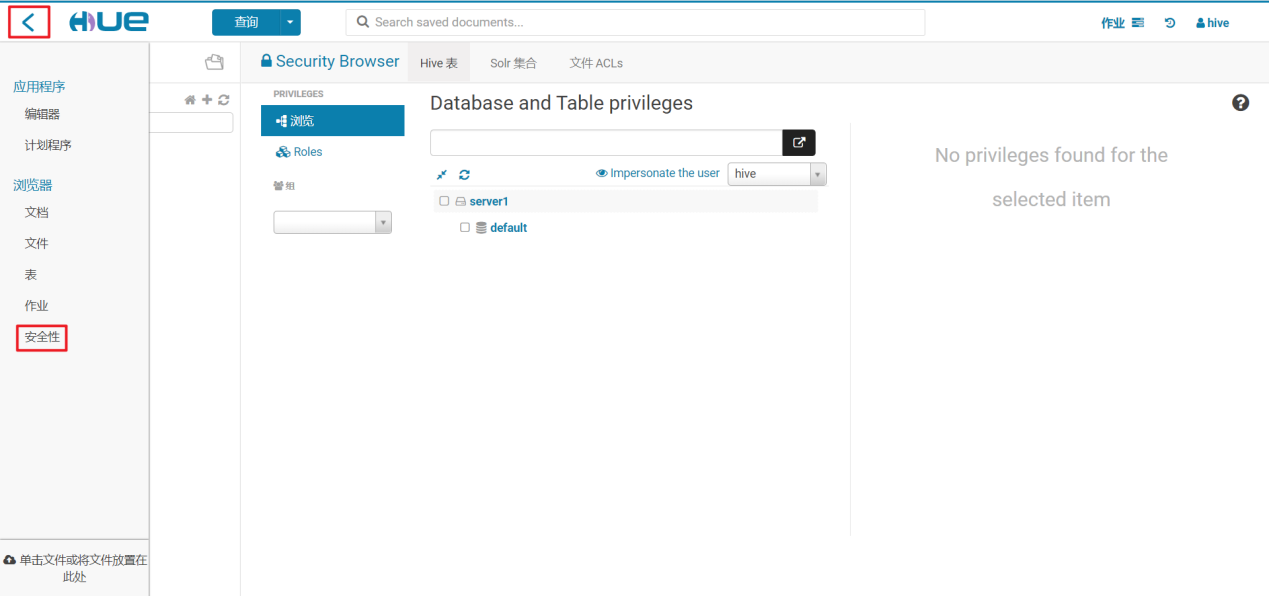 HUE
查询
Search saved documents...
作业
hive
应用程序
编辑器
计划程序
浏览器
文档
文件
表
作业
安全性
单击文件或将文件放置在
此处
Security Browser
Hive 表
Solr 集合
文件 ACLs
PRIVILEGES
浏览
Roles
组
Database and Table privileges
Impersonate the user
hive
server1
default
No privileges found for the
selected item